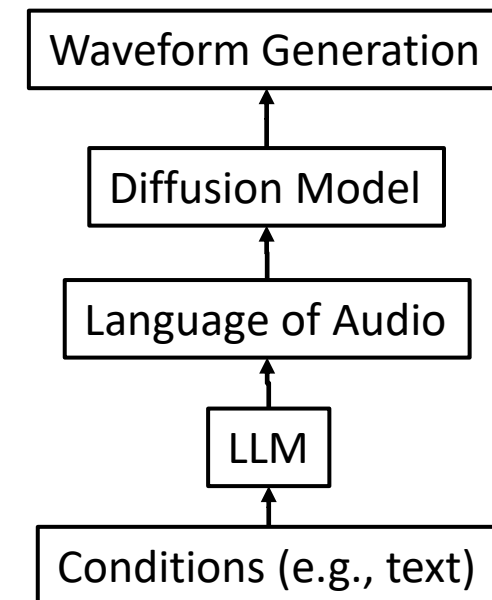 Waveform Generation
Diffusion Model
Language of Audio
LLM
Conditions (e.g., text)